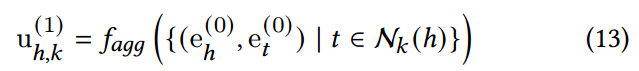 u_{h,k}^{(1)} = f_{agg} ({(e_h^{(0)}, e_t^{(0)}) | t ∈ 𝒩_k(h)}) (13)